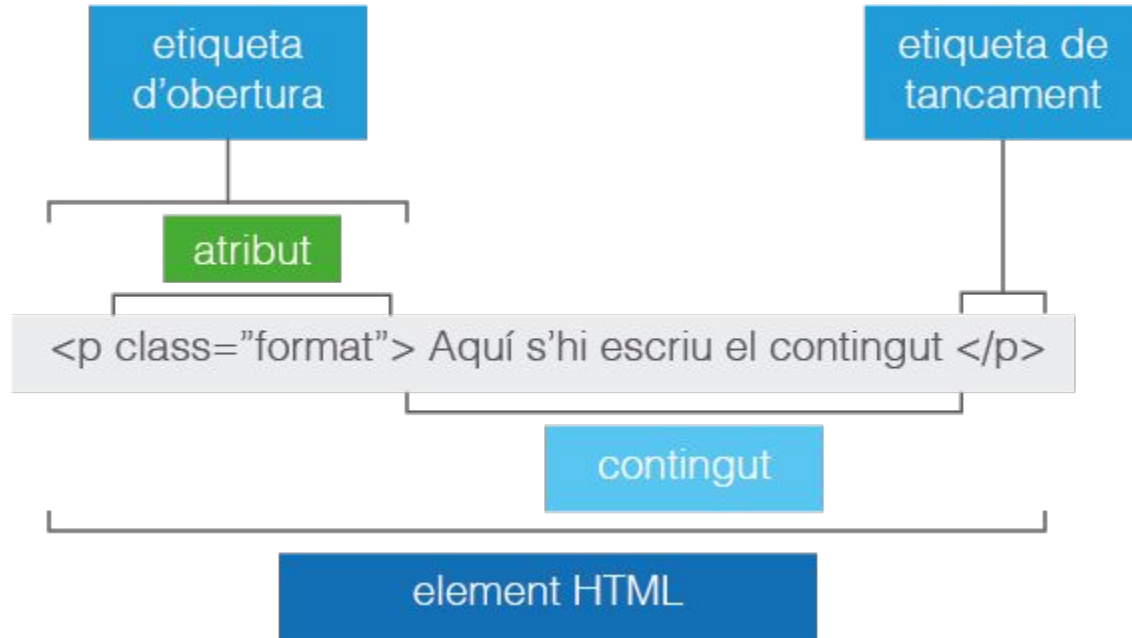 etiqueta
d’obertura
etiqueta de
tancament
atribut
<p class=”format”> Aquí s’hi escriu el contingut </p>
contingut
element HTML